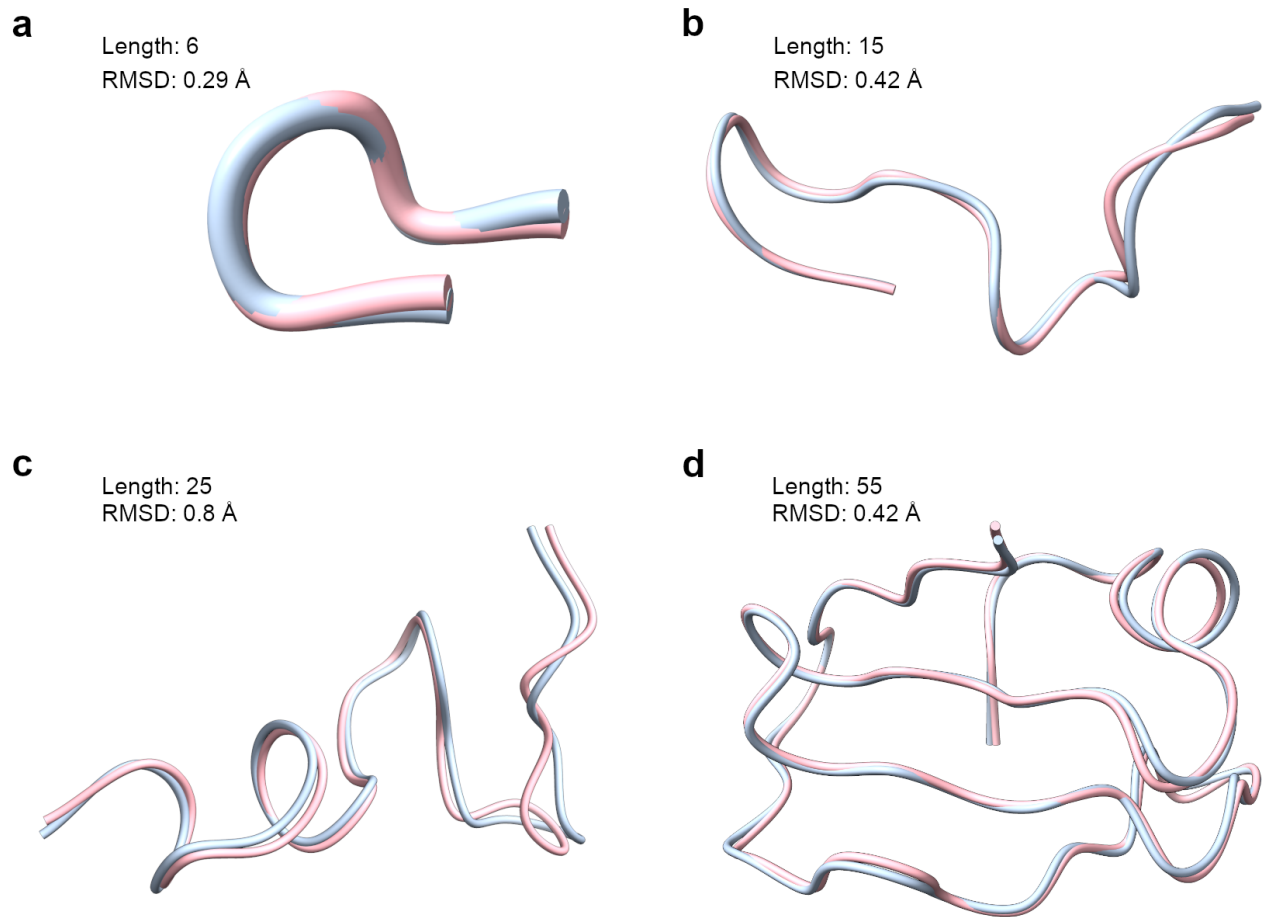 a
Length: 6
RMSD: 0.29 Å
b
Length: 15
RMSD: 0.42 Å
c
Length: 25
RMSD: 0.8 Å
d
Length: 55
RMSD: 0.42 Å